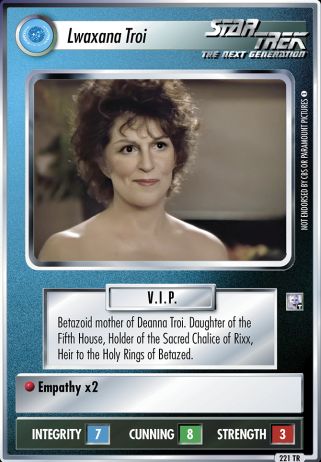 Lwaxana Troi
STAR TREK
THE NEXT GENERATION
NOT ENDORSED BY CBS OR PARAMOUNT PICTURES
V.I.P.
Betazoid mother of Deanna Troi. Daughter of the
Fifth House, Holder of the Sacred Chalice of Rixx,
Heir to the Holy Rings of Betazed.
Empathy x2
INTEGRITY 7 CUNNING 8 STRENGTH 3
221 TR